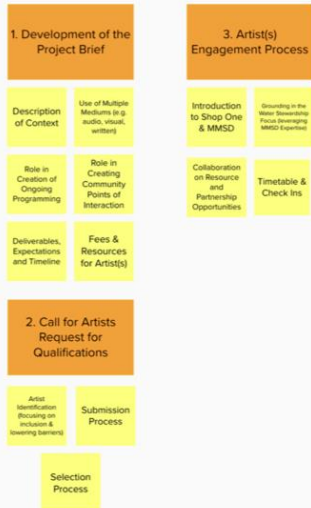 1. Development of the
Project Brief
Description
of Context
Use of Multiple
Mediums (e.g.
audio, visual,
written)
Role in
Creation of
Ongoing
Programming
Role in
Creating
Community
Points of
Interaction
Deliverables,
Expectations
and Timeline
Fees &
Resources
for Artist(s)
2. Call for Artists
Request for
Qualifications
Artist
Identification
(focusing on
inclusion &
lowering barriers)
Submission
Process
Selection
Process
3. Artist(s)
Engagement Process
Introduction
to Shop One
& MMSD
Grounding in the
Water Stewardship
Focus (leveraging
MMSD Expertise)
Collaboration
on Resource
and
Partnership
Opportunities
Timetable &
Check Ins